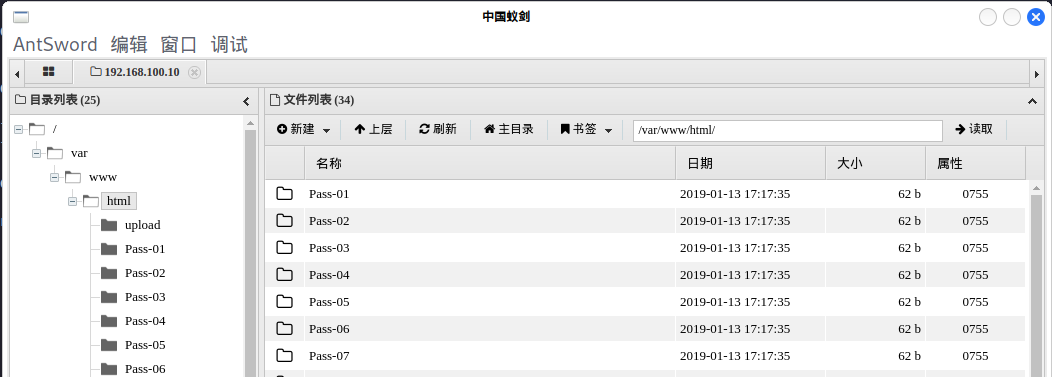 中国蚁剑
AntSword 编辑 窗口 调试
192.168.100.10
目录列表 (25)
/
var
www
html
upload
Pass-01
Pass-02
Pass-03
Pass-04
Pass-05
Pass-06
文件列表 (34)
新建 上层 刷新 主目录 书签 /var/www/html/ 读取
名称 日期 大小 属性
Pass-01 2019-01-13 17:17:35 62 b 0755
Pass-02 2019-01-13 17:17:35 62 b 0755
Pass-03 2019-01-13 17:17:35 62 b 0755
Pass-04 2019-01-13 17:17:35 62 b 0755
Pass-05 2019-01-13 17:17:35 62 b 0755
Pass-06 2019-01-13 17:17:35 62 b 0755
Pass-07 2019-01-13 17:17:35 62 b 0755